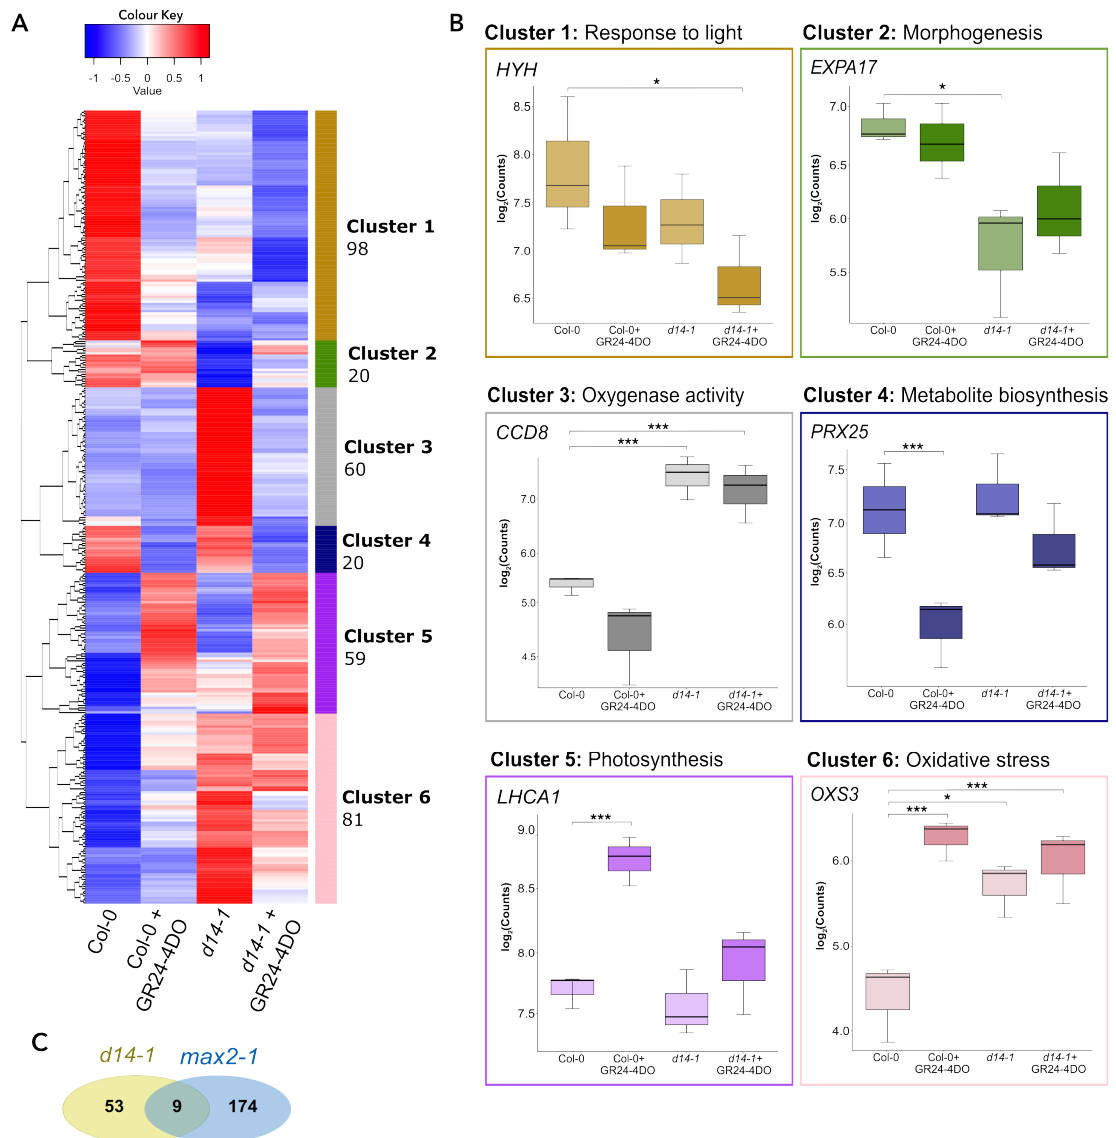 A
Colour Key
-1 -0.5 0 0.5 1
Value
Cluster 1
98
Cluster 2
20
Cluster 3
60
Cluster 4
20
Cluster 5
59
Cluster 6
81
Col-0
Col-0 +
GR24-4DO
d14-1
d14-1 +
GR24-4DO
B
Cluster 1: Response to light
HYH
*
log2(Counts)
8.5
8.0
7.5
7.0
6.5
Col-0
Col-0+
GR24-4DO
d14-1
d14-1+
GR24-4DO
Cluster 2: Morphogenesis
EXPA17
*
log2(Counts)
7.0
6.5
6.0
5.5
Col-0
Col-0+
GR24-4DO
d14-1
d14-1+
GR24-4DO
Cluster 3: Oxygenase activity
CCD8
***
***
log2(Counts)
7.0
6.0
5.0
4.5
Col-0
Col-0+
GR24-4DO
d14-1
d14-1+
GR24-4DO
Cluster 4: Metabolite biosynthesis
PRX25
***
log2(Counts)
7.5
7.0
6.0
Col-0
Col-0+
GR24-4DO
d14-1
d14-1+
GR24-4DO
Cluster 5: Photosynthesis
LHCA1
***
log2(Counts)
9.0
8.5
8.0
7.5
Col-0
Col-0+
GR24-4DO
d14-1
d14-1+
GR24-4DO
Cluster 6: Oxidative stress
OXS3
***
*
***
log2(Counts)
6.0
5.0
4.0
Col-0
Col-0+
GR24-4DO
d14-1
d14-1+
GR24-4DO
C
d14-1 max2-1
53 9 174